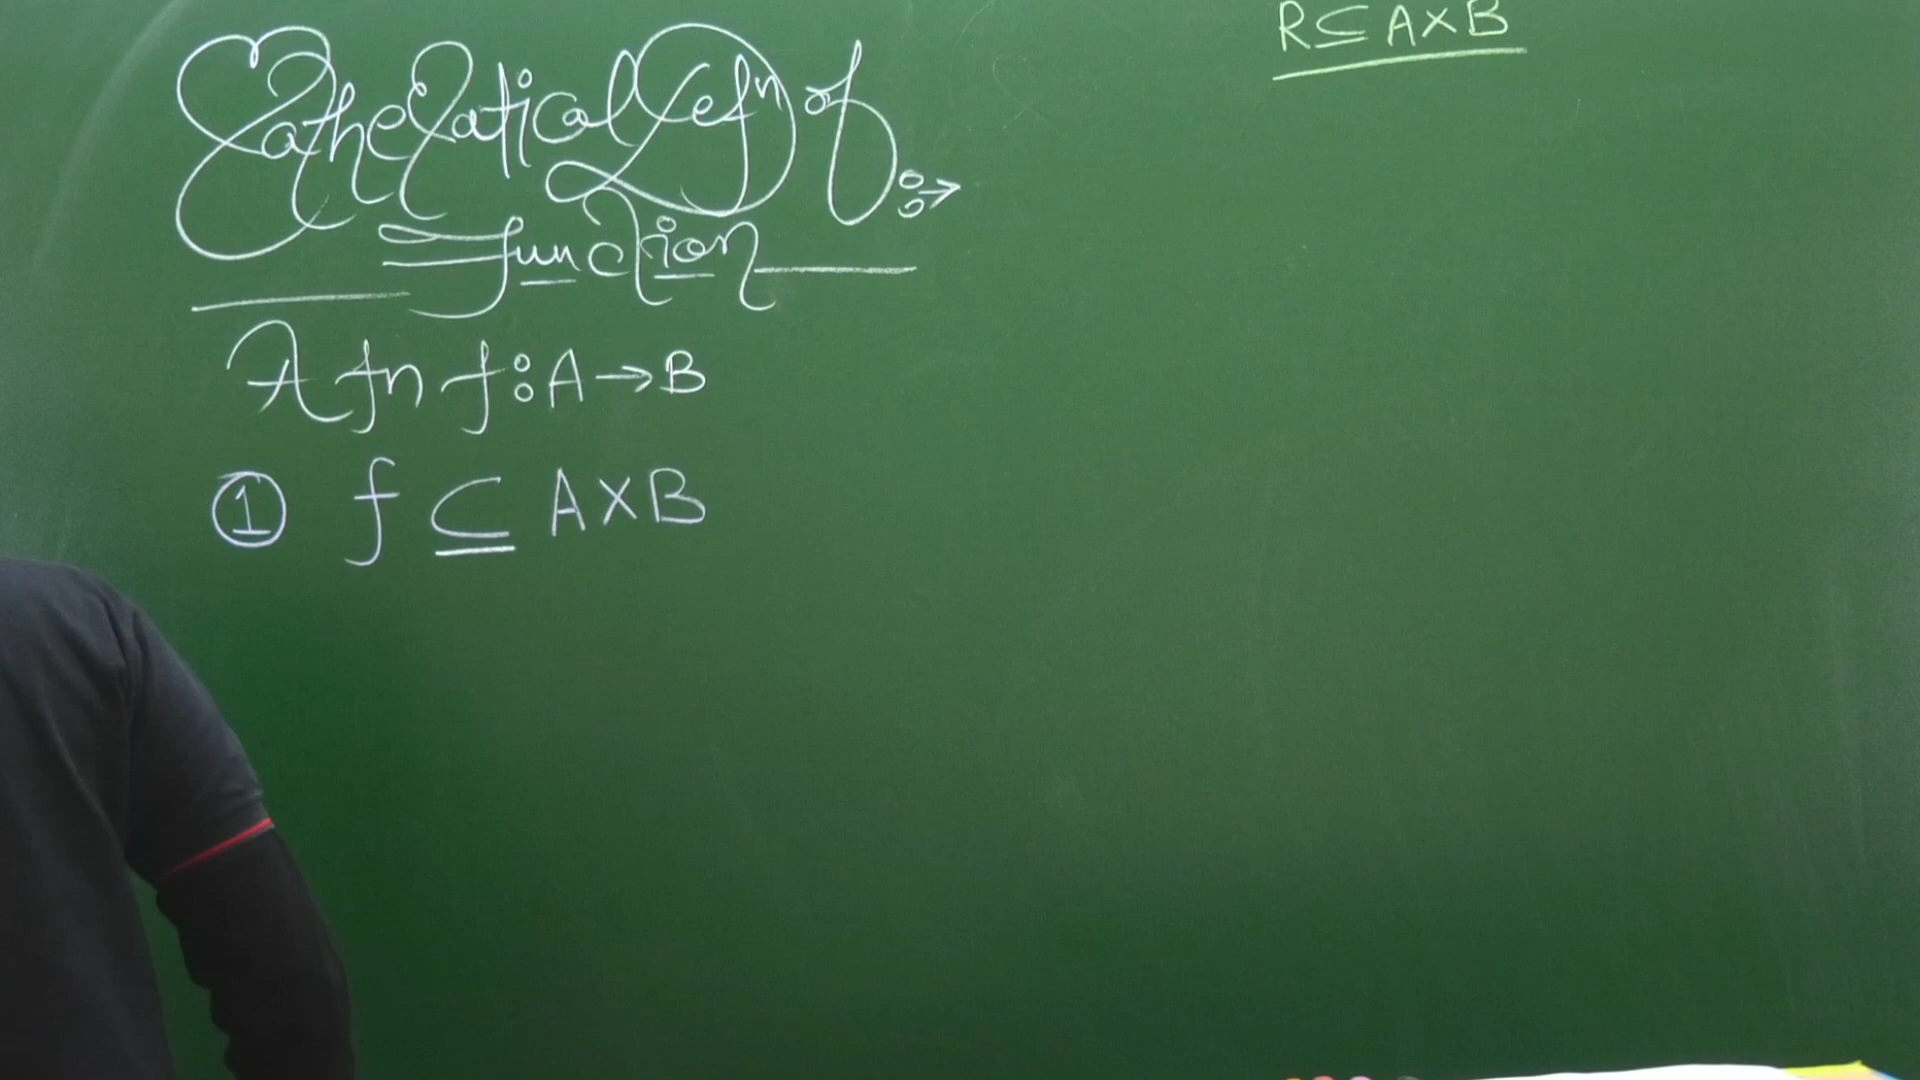 Mathematical Defⁿ of
function :→
A fn f : A → B
① f ⊆ A×B
R ⊆ A×B